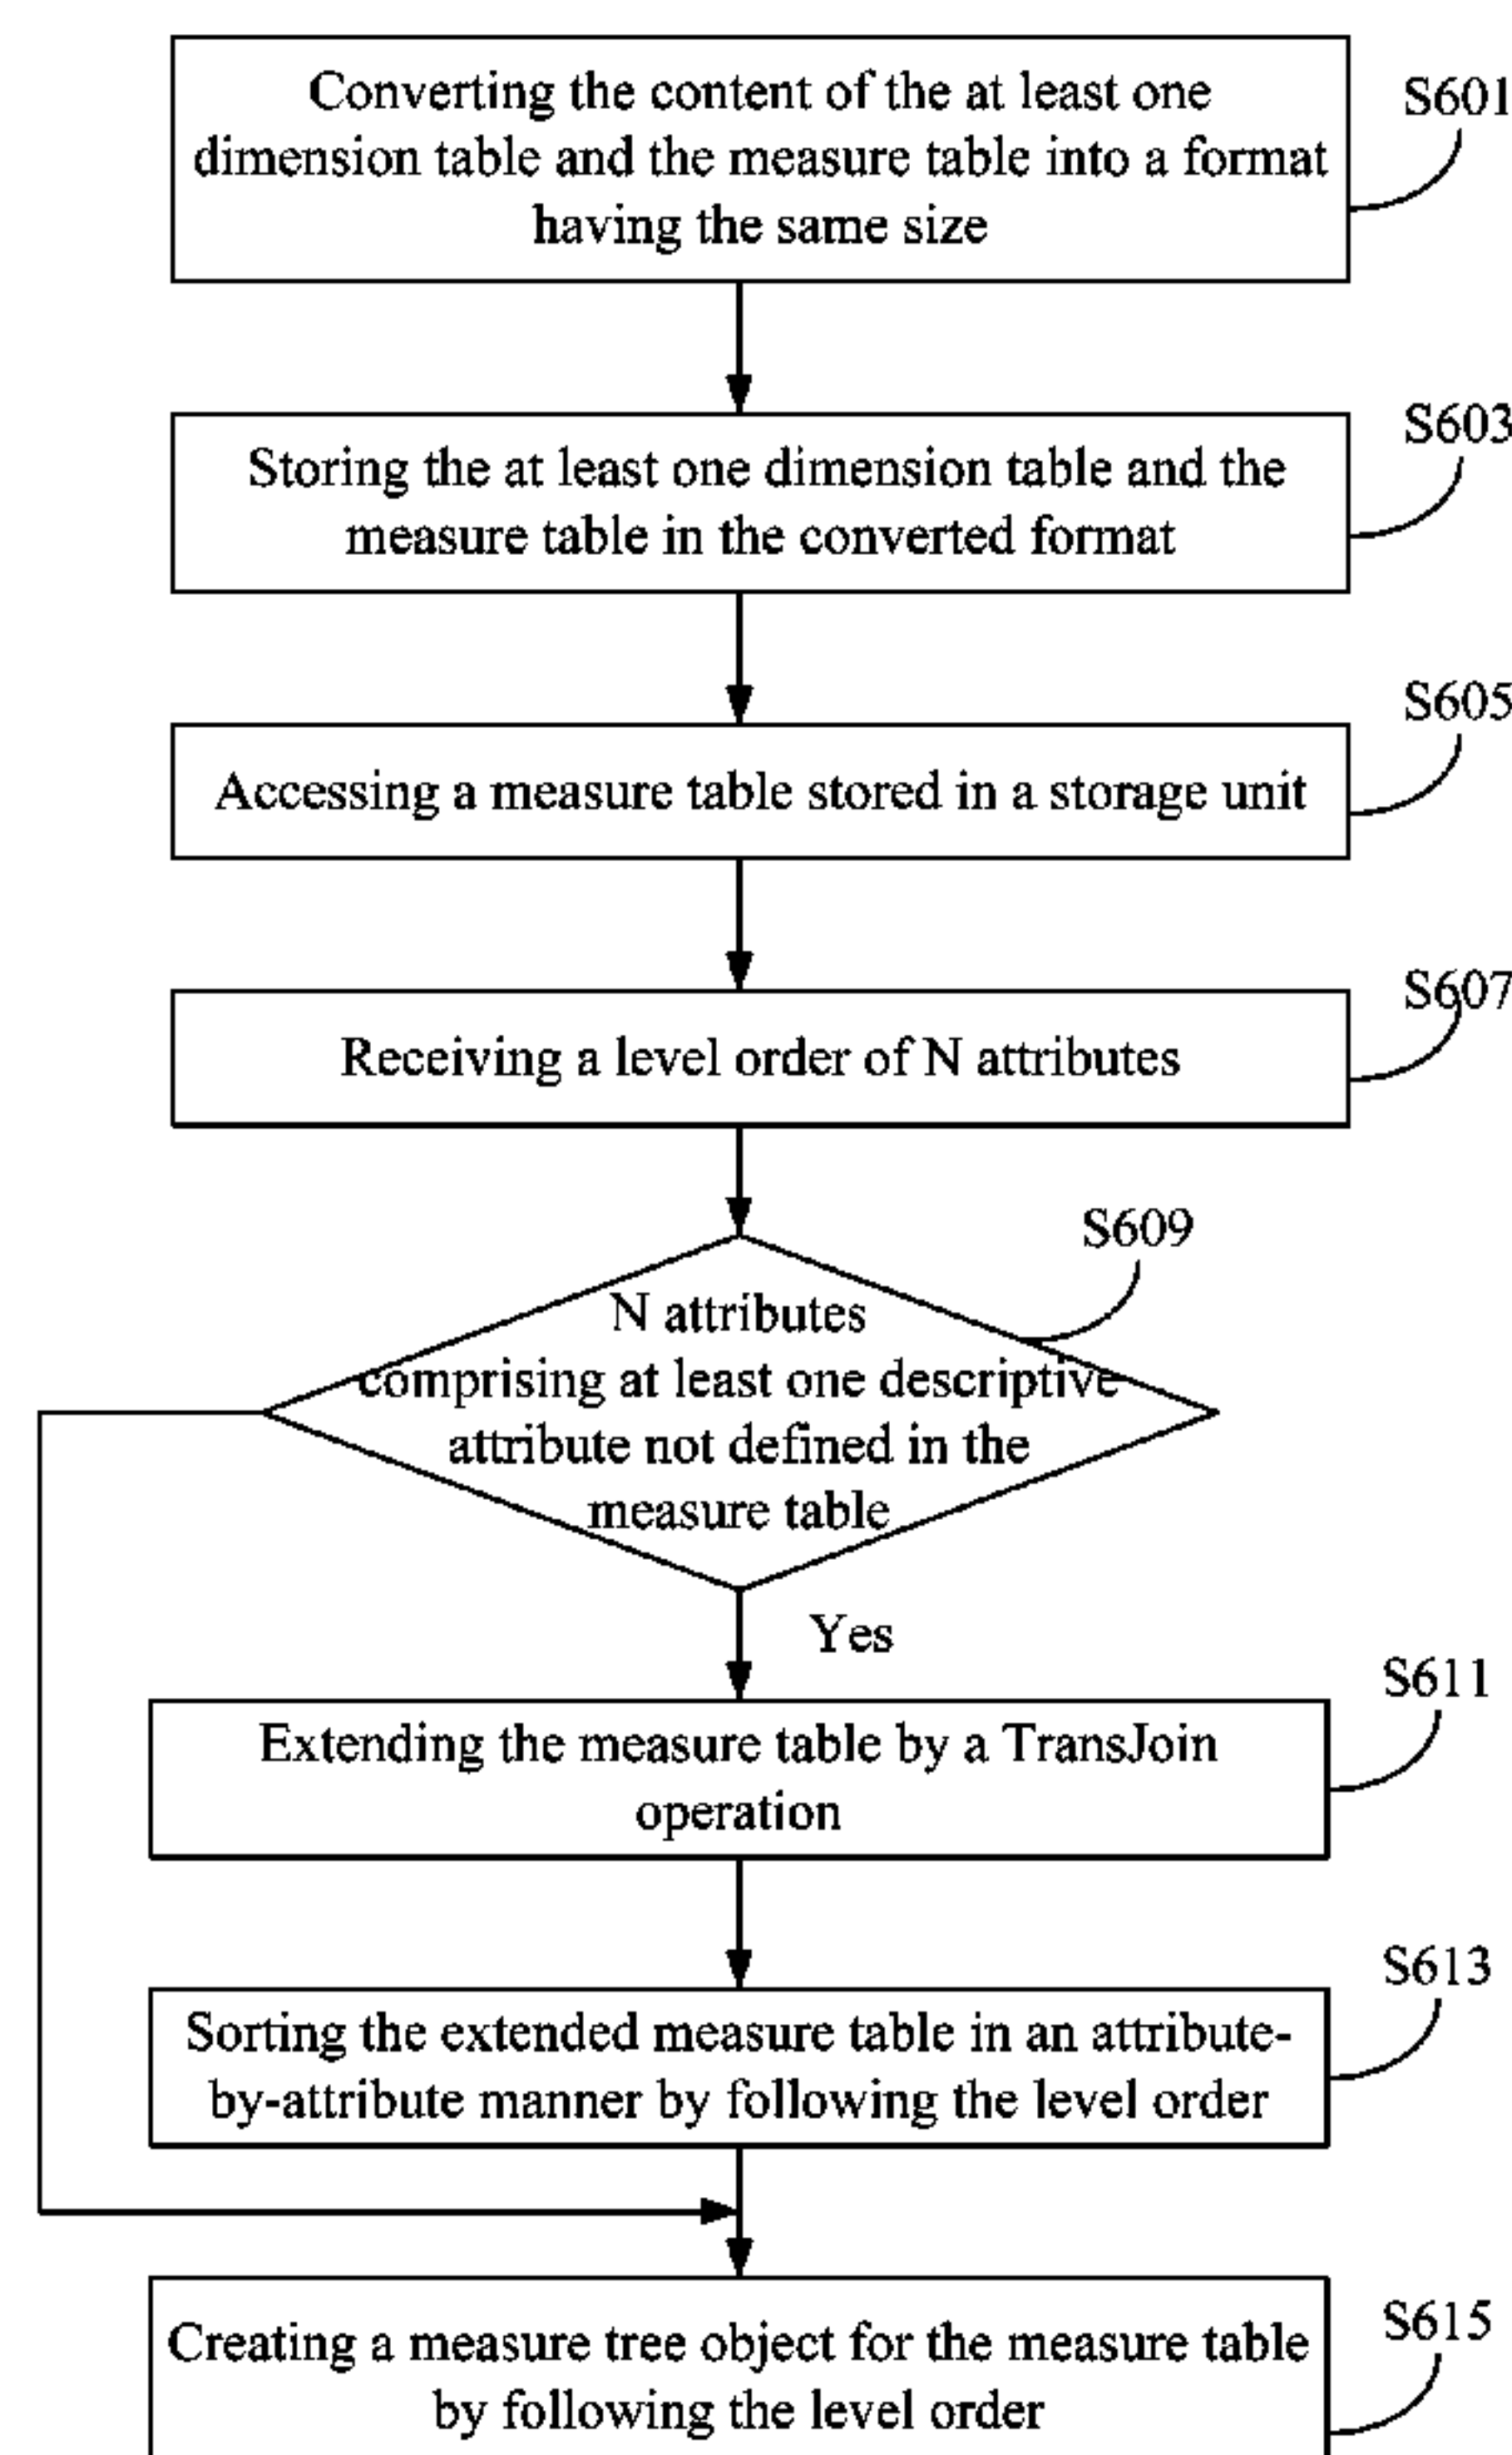 Converting the content of the at least one
dimension table and the measure table into a format
having the same size
S601
Storing the at least one dimension table and the
measure table in the converted format
S603
Accessing a measure table stored in a storage unit
S605
Receiving a level order of N attributes
S607
N attributes
comprising at least one descriptive
attribute not defined in the
measure table
S609
Yes
Extending the measure table by a TransJoin
operation
S611
Sorting the extended measure table in an attribute-
by-attribute manner by following the level order
S613
Creating a measure tree object for the measure table
by following the level order
S615